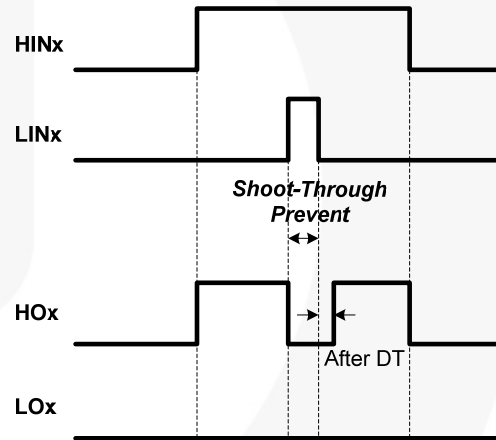 HINx
LINx
Shoot-Through
Prevent
HOx
After DT
LOx